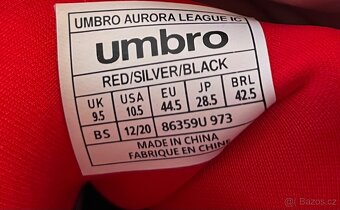 UMBRO AURORA LEAGUE IC
umbro
RED/SILVER/BLACK
UK USA EU JP BRL
9.5 10.5 44.5 28.5 42.5
BS 12/20 86359U 973
MADE IN CHINA
FABRIQUE EN CHINE
Bazos.cz